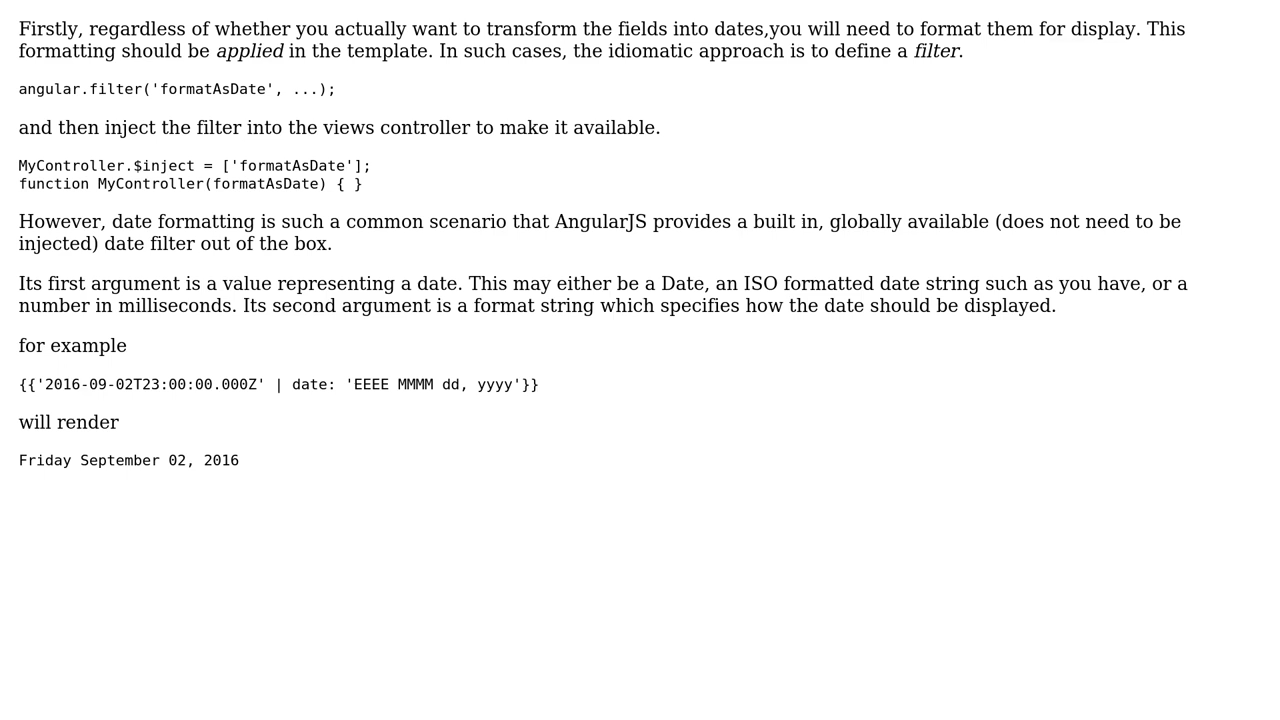 Firstly, regardless of whether you actually want to transform the fields into dates,you will need to format them for display. This
formatting should be applied in the template. In such cases, the idiomatic approach is to define a filter.
angular.filter('formatAsDate', ...);
and then inject the filter into the views controller to make it available.
MyController.$inject = ['formatAsDate'];
function MyController(formatAsDate) { }
However, date formatting is such a common scenario that AngularJS provides a built in, globally available (does not need to be
injected) date filter out of the box.
Its first argument is a value representing a date. This may either be a Date, an ISO formatted date string such as you have, or a
number in milliseconds. Its second argument is a format string which specifies how the date should be displayed.
for example
{{'2016-09-02T23:00:00.000Z' | date: 'EEEE MMMM dd, yyyy'}}
will render
Friday September 02, 2016